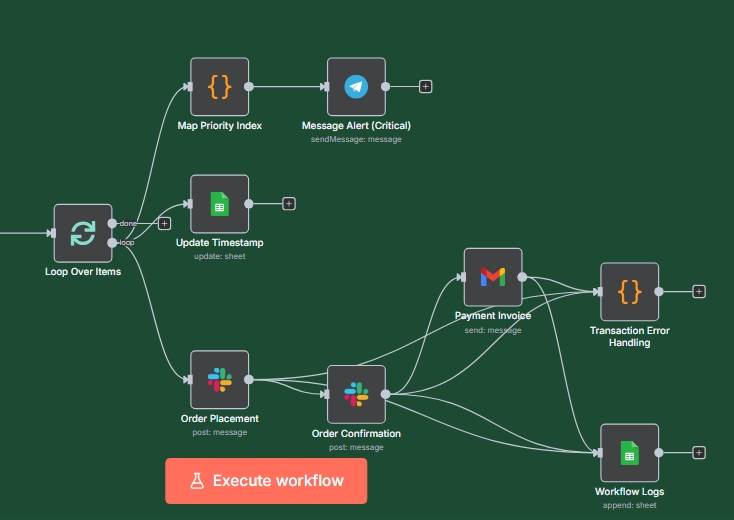 Map Priority Index
Message Alert (Critical)
sendMessage: message
done
loop
Loop Over Items
Update Timestamp
update: sheet
Payment Invoice
send: message
Transaction Error
Handling
Order Placement
post: message
Order Confirmation
post: message
Workflow Logs
append: sheet
Execute workflow